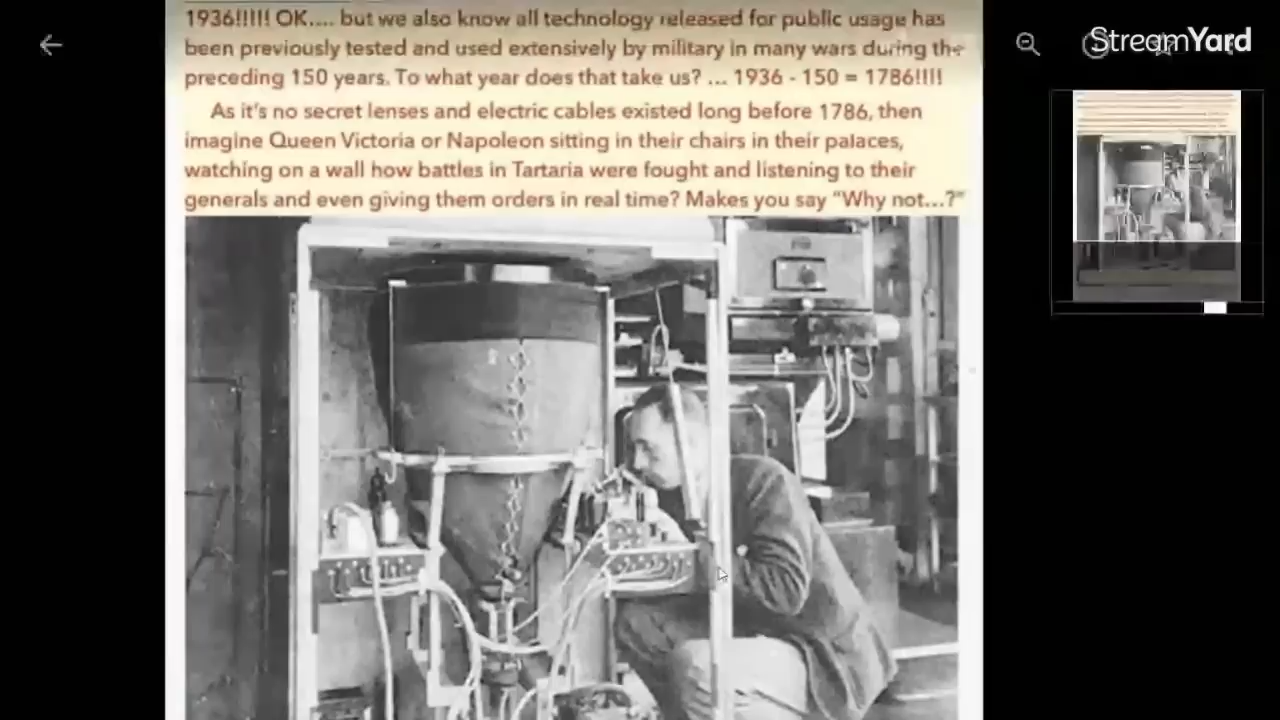 1936!!!!! OK.... but we also know all technology released for public usage has
been previously tested and used extensively by military in many wars during the
preceding 150 years. To what year does that take us? ... 1936 - 150 = 1786!!!!
As it's no secret lenses and electric cables existed long before 1786, then
imagine Queen Victoria or Napoleon sitting in their chairs in their palaces,
watching on a wall how battles in Tartaria were fought and listening to their
generals and even giving them orders in real time? Makes you say "Why not...?"
StreamYard